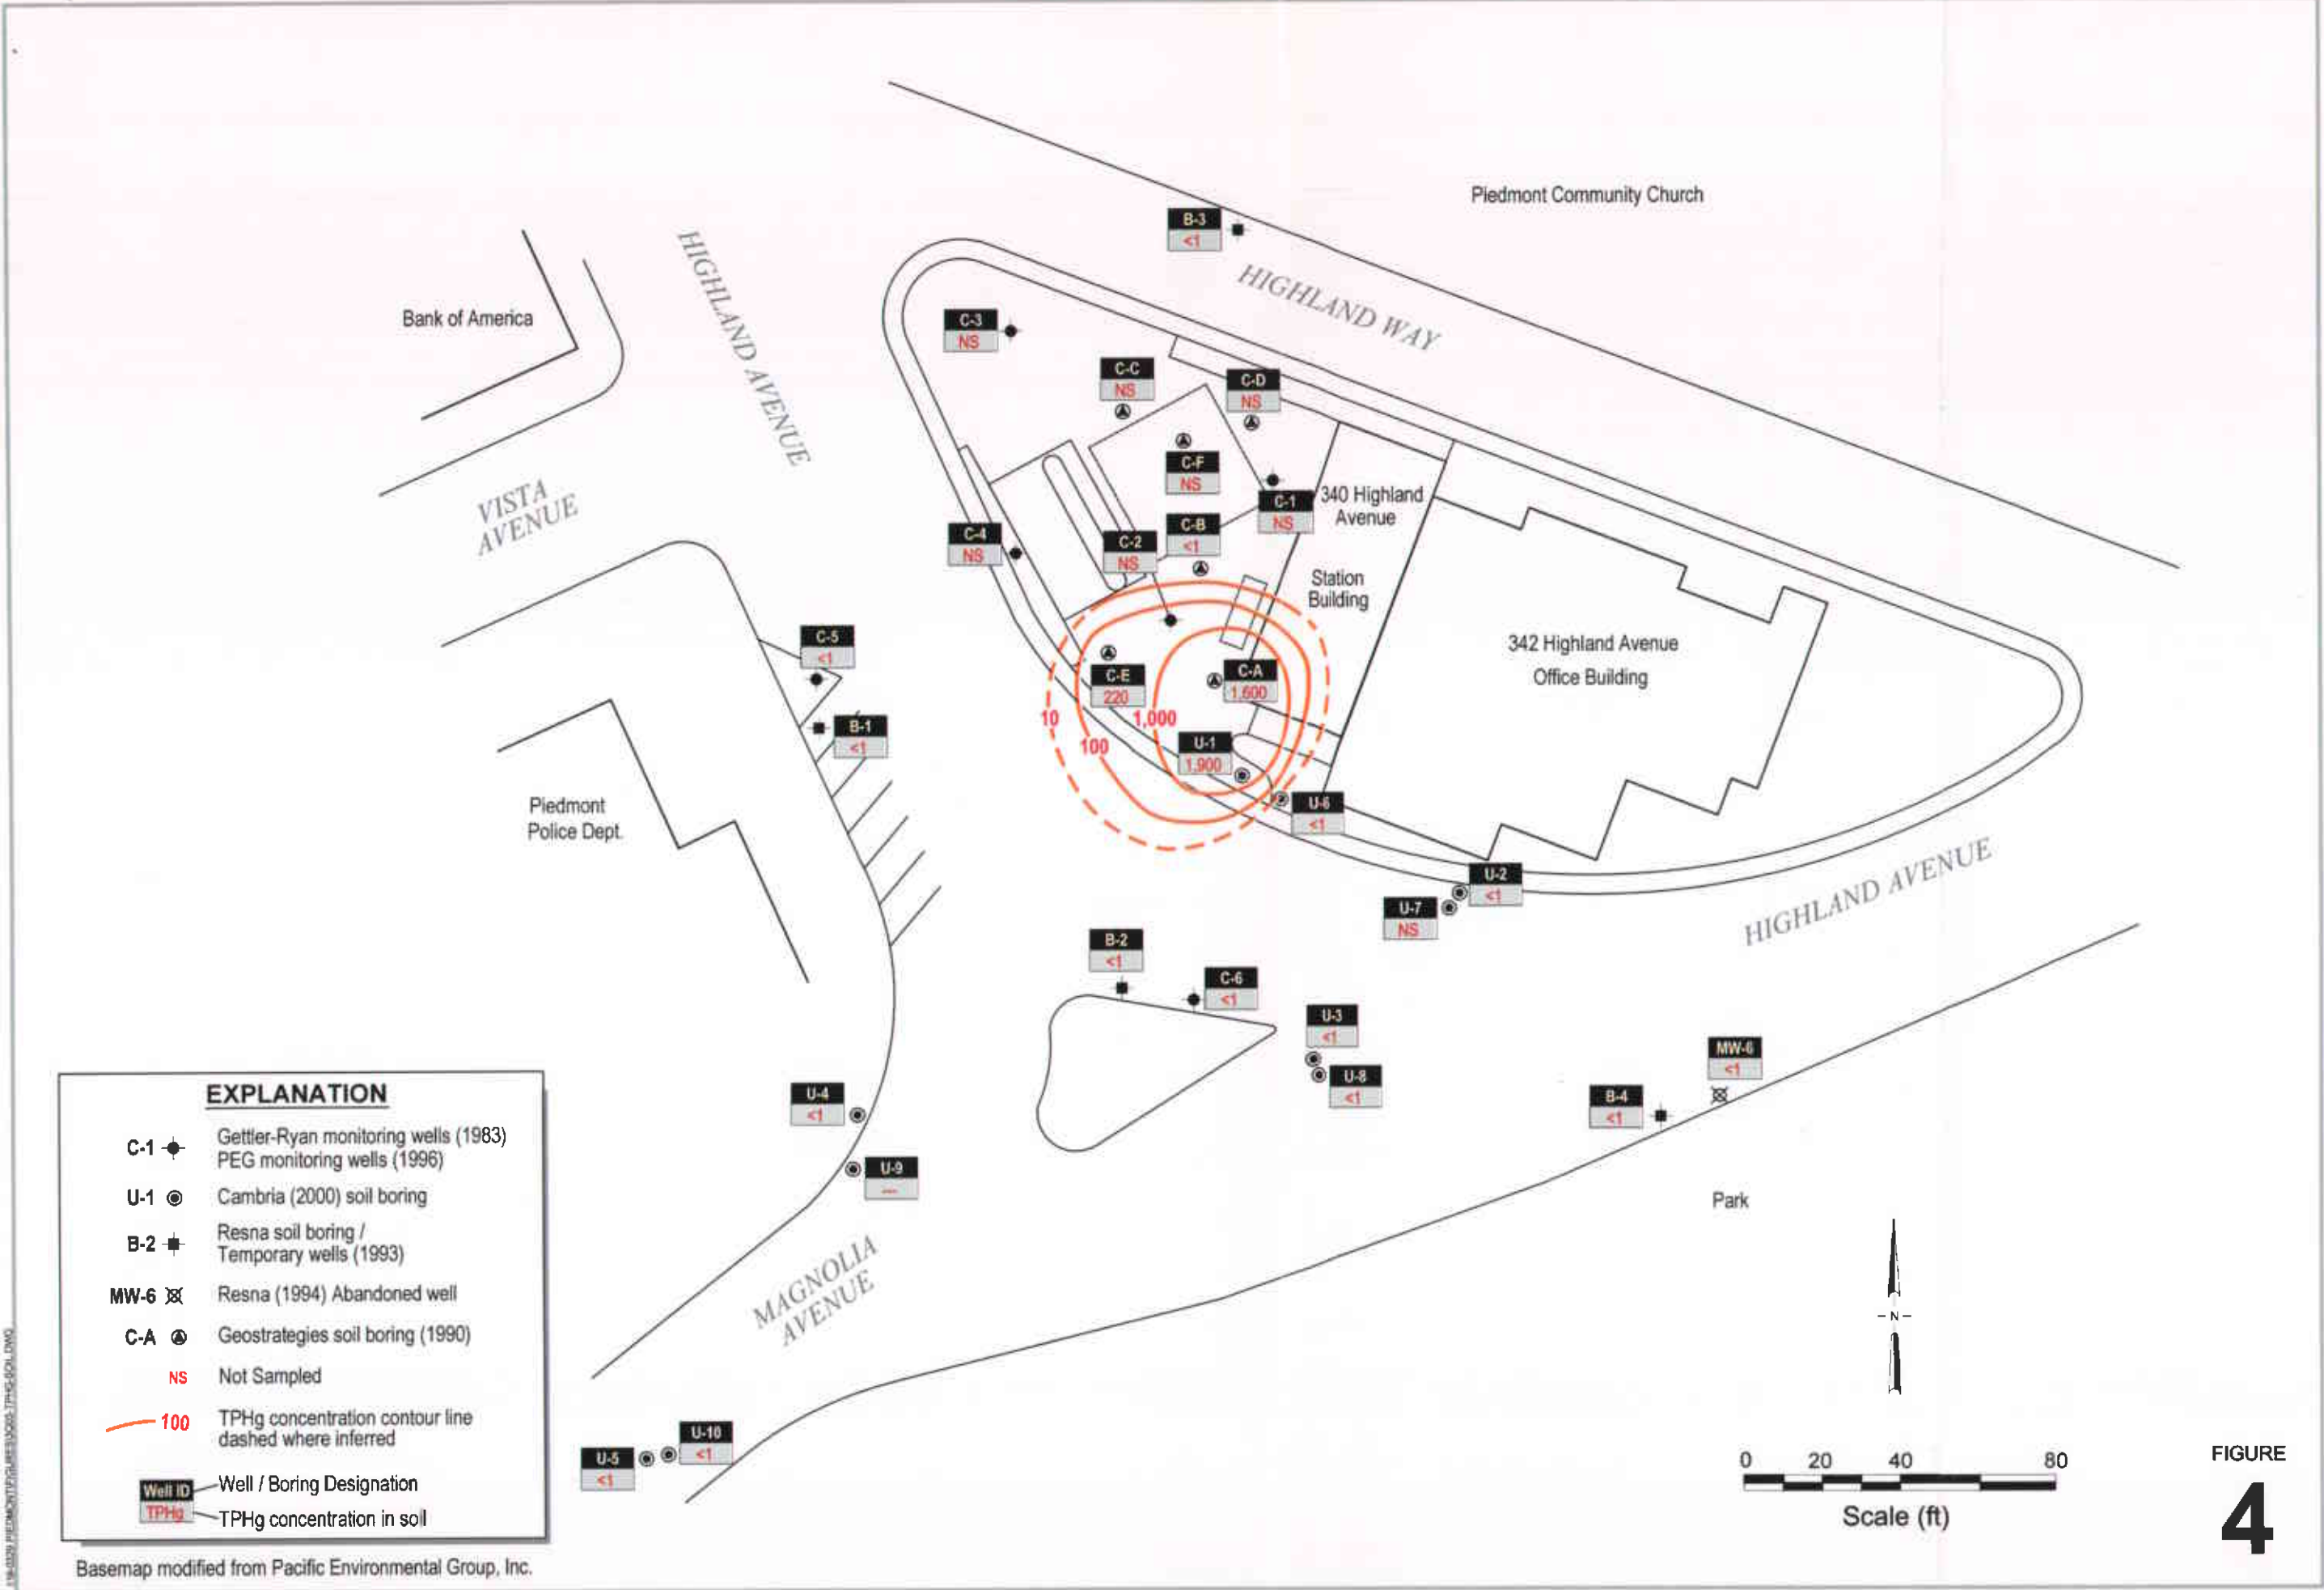 Piedmont Community Church
B-3
<1
HIGHLAND WAY
HIGHLAND AVENUE
Bank of America
C-3
NS
C-C
NS
C-D
NS
C-F
NS
C-1
NS
340 Highland
Avenue
VISTA
AVENUE
C-4
NS
C-2
NS
C-B
<1
Station
Building
342 Highland Avenue
Office Building
C-5
<1
C-E
220
C-A
1,600
10
1,000
100
B-1
<1
U-1
1,900
Piedmont
Police Dept.
U-6
<1
U-2
<1
U-7
NS
HIGHLAND AVENUE
B-2
<1
C-6
<1
U-3
<1
U-8
<1
MW-6
<1
B-4
<1
U-4
<1
U-9
---
Park
MAGNOLIA
AVENUE
U-10
<1
U-5
<1
EXPLANATION
C-1 Gettler-Ryan monitoring wells (1983)
PEG monitoring wells (1996)
U-1 Cambria (2000) soil boring
B-2 Resna soil boring /
Temporary wells (1993)
MW-6 Resna (1994) Abandoned well
C-A Geostrategies soil boring (1990)
NS Not Sampled
100 TPHg concentration contour line
dashed where inferred
Well ID Well / Boring Designation
TPHg TPHg concentration in soil
Basemap modified from Pacific Environmental Group, Inc.
- N -
0 20 40 80
Scale (ft)
FIGURE
4